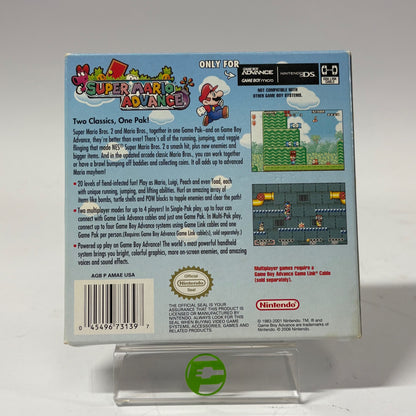 ONLY FOR
GAME BOY ADVANCE
GAME BOY micro
NINTENDO DS
SUPER MARIO
ADVANCE
NOT COMPATIBLE WITH
OTHER GAME BOY SYSTEMS.
Two Classics, One Pak!
Super Mario Bros. 2 and Mario Bros., together in one Game Pak–and on Game Boy
Advance, they're better than ever! There's all of the running, jumping, and veggie
flinging that made NES® Super Mario Bros. 2 a smash hit, plus new enemies and
bigger items. And in the updated arcade classic Mario Bros., you can work together
or have a brawl bumping off baddies and collecting coins. It all adds up to advanced
Mario mayhem!
• 20 levels of fiend-infested fun! Play as Mario, Luigi, Peach and even Toad, each
with unique running, jumping, and lifting abilities. Hurl an amazing array of
items like bombs, turtle shells and POW blocks to topple enemies and clear the path!
• Two multiplayer modes for up to 4 players! In Single-Pak play, up to four can
connect with Game Link Advance cables and just one Game Pak. In Multi-Pak play,
connect up to four Game Boy Advance systems using Game Link cables and one
Game Pak per person.(Requires Game Boy Advance Game Link cable(s), sold separately.)
• Powered up play on Game Boy Advance! The world's most powerful handheld
system brings you bright, colorful graphics, more on-screen enemies, and amazing
voices and sound effects.
Multiplayer games require a
Game Boy Advance Game Link® Cable
(sold separately).
AGB P AMAE USA
0 45496 73139 7
Official
Nintendo
Seal
THE OFFICIAL SEAL IS YOUR
ASSURANCE THAT THIS PRODUCT
IS LICENSED OR MANUFACTURED
BY NINTENDO. ALWAYS LOOK FOR THIS
SEAL WHEN BUYING VIDEO GAME
SYSTEMS, ACCESSORIES, GAMES AND
RELATED PRODUCTS.
Nintendo
© 1983-2001 Nintendo. TM, ® and
Game Boy Advance are trademarks of
Nintendo. © 2006 Nintendo.